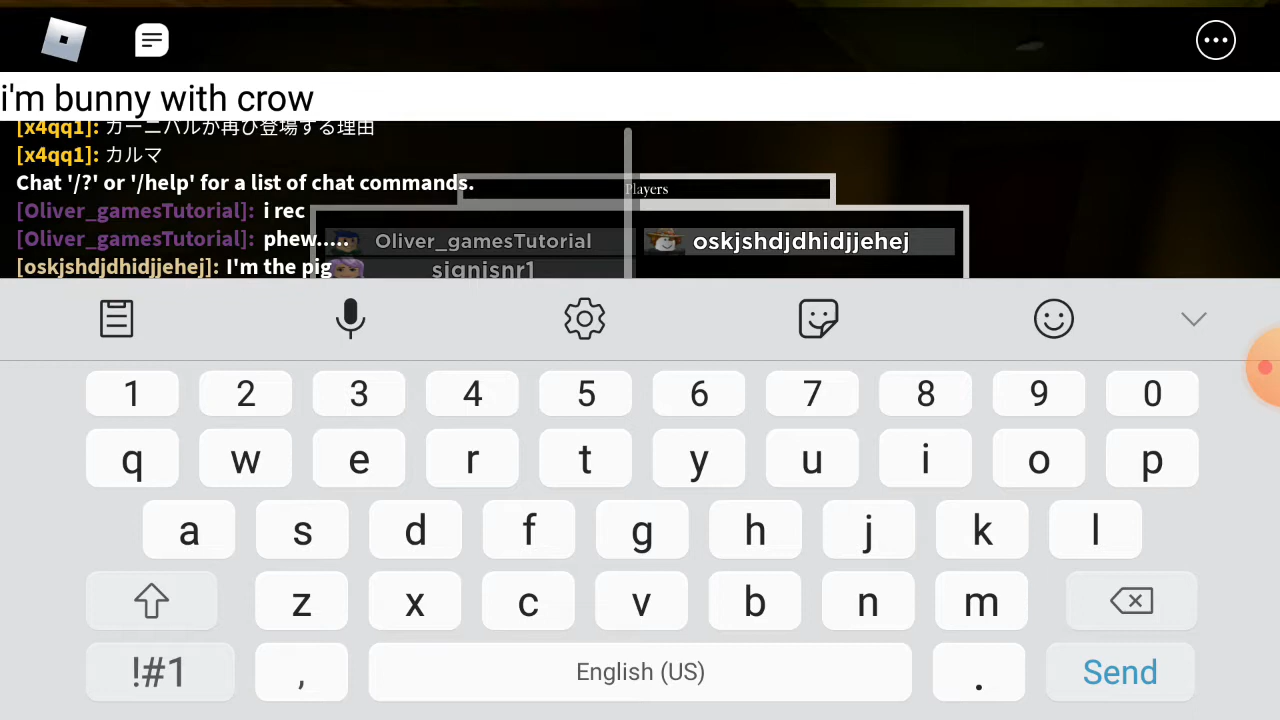 i'm bunny with crow
[x4qq1]: カーニバルが再び登場する理由
[x4qq1]: カルマ
Chat '/?' or '/help' for a list of chat commands.
Players
[Oliver_gamesTutorial]: i rec
[Oliver_gamesTutorial]: phew.....
Oliver_gamesTutorial
oskjshdjdhidjjehej
[oskjshdjdhidjjehej]: I'm the pig
signisnr1
1 2 3 4 5 6 7 8 9 0
q w e r t y u i o p
a s d f g h j k l
z x c v b n m
!#1 , English (US) . Send